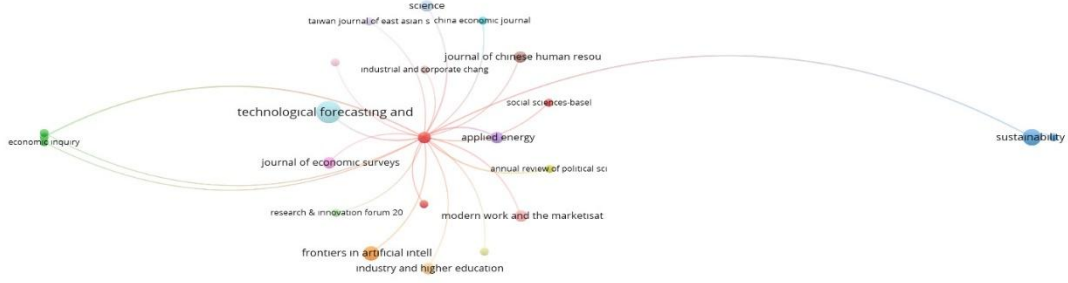 science
taiwan journal of east asian s
china economic journal
journal of chinese human resou
industrial and corporate chang
social sciences-basel
technological forecasting and
economic inquiry
applied energy
sustainability
journal of economic surveys
annual review of political sci
research & innovation forum 20
modern work and the marketisat
frontiers in artificial intell
industry and higher education